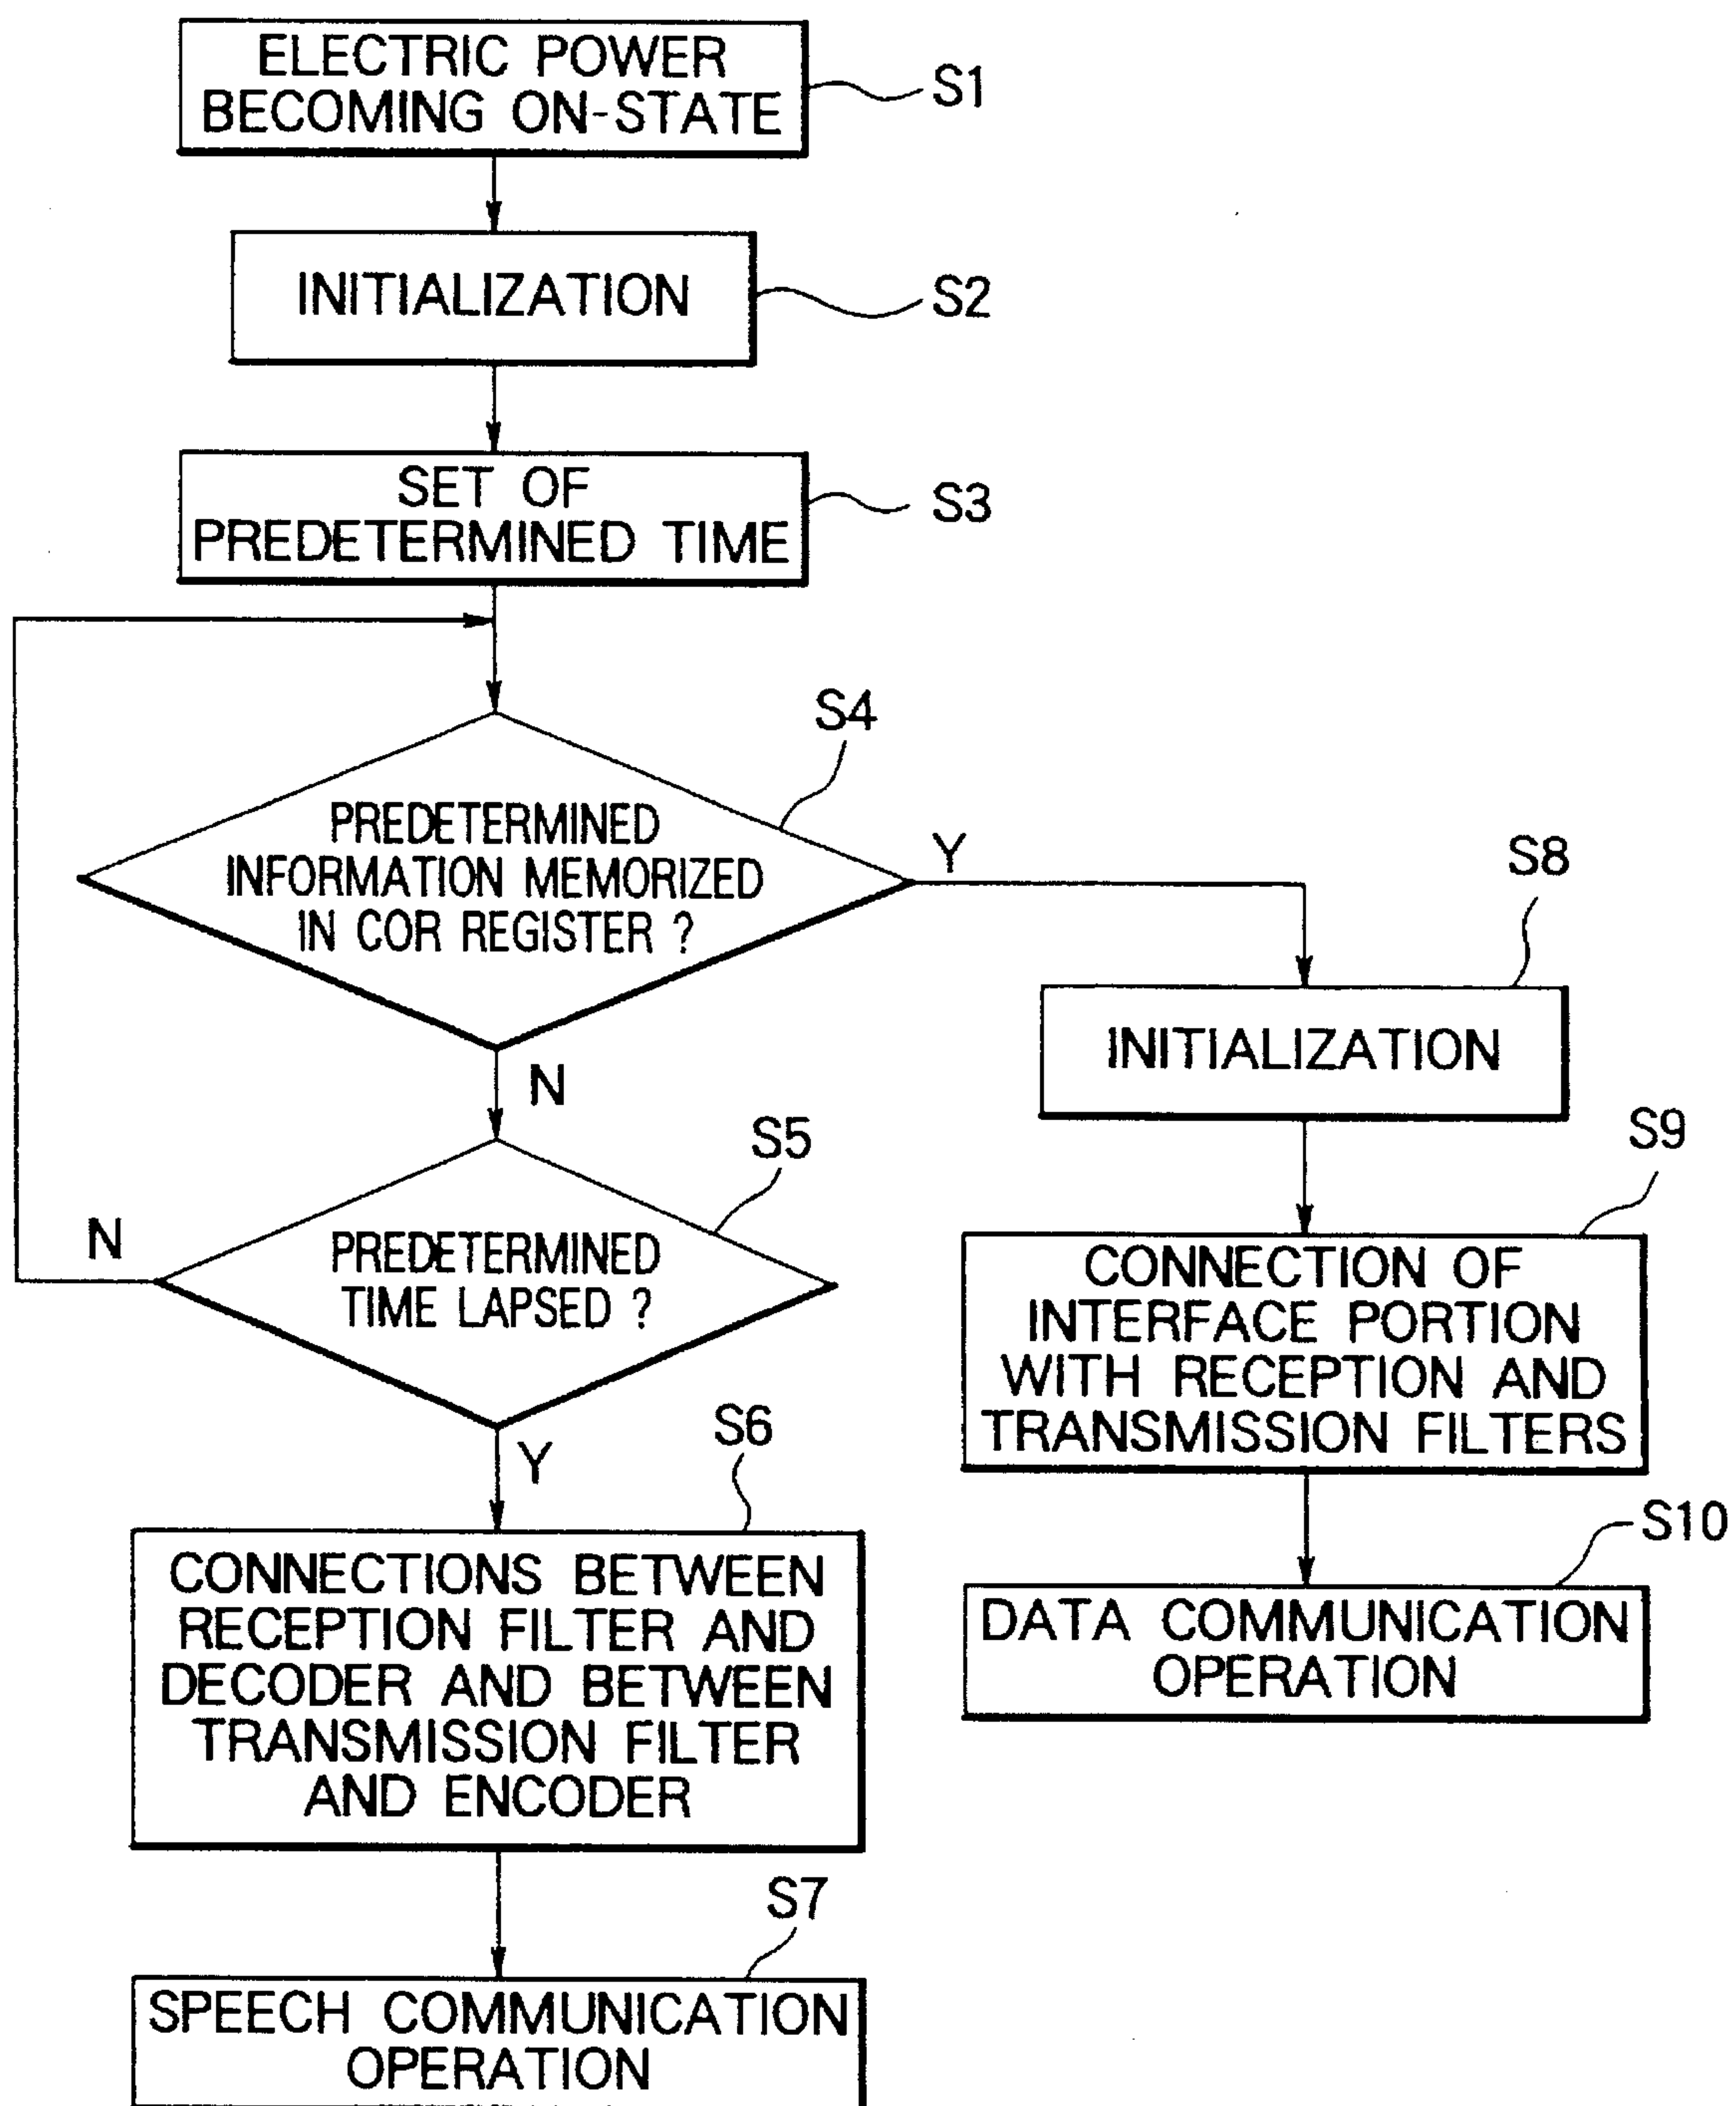 ELECTRIC POWER
BECOMING ON-STATE
S1
INITIALIZATION
S2
SET OF
PREDETERMINED TIME
S3
S4
PREDETERMINED
INFORMATION MEMORIZED
IN COR REGISTER ?
Y
N
S5
PREDETERMINED
TIME LAPSED ?
N
Y
S6
CONNECTIONS BETWEEN
RECEPTION FILTER AND
DECODER AND BETWEEN
TRANSMISSION FILTER
AND ENCODER
S7
SPEECH COMMUNICATION
OPERATION
S8
INITIALIZATION
S9
CONNECTION OF
INTERFACE PORTION
WITH RECEPTION AND
TRANSMISSION FILTERS
S10
DATA COMMUNICATION
OPERATION